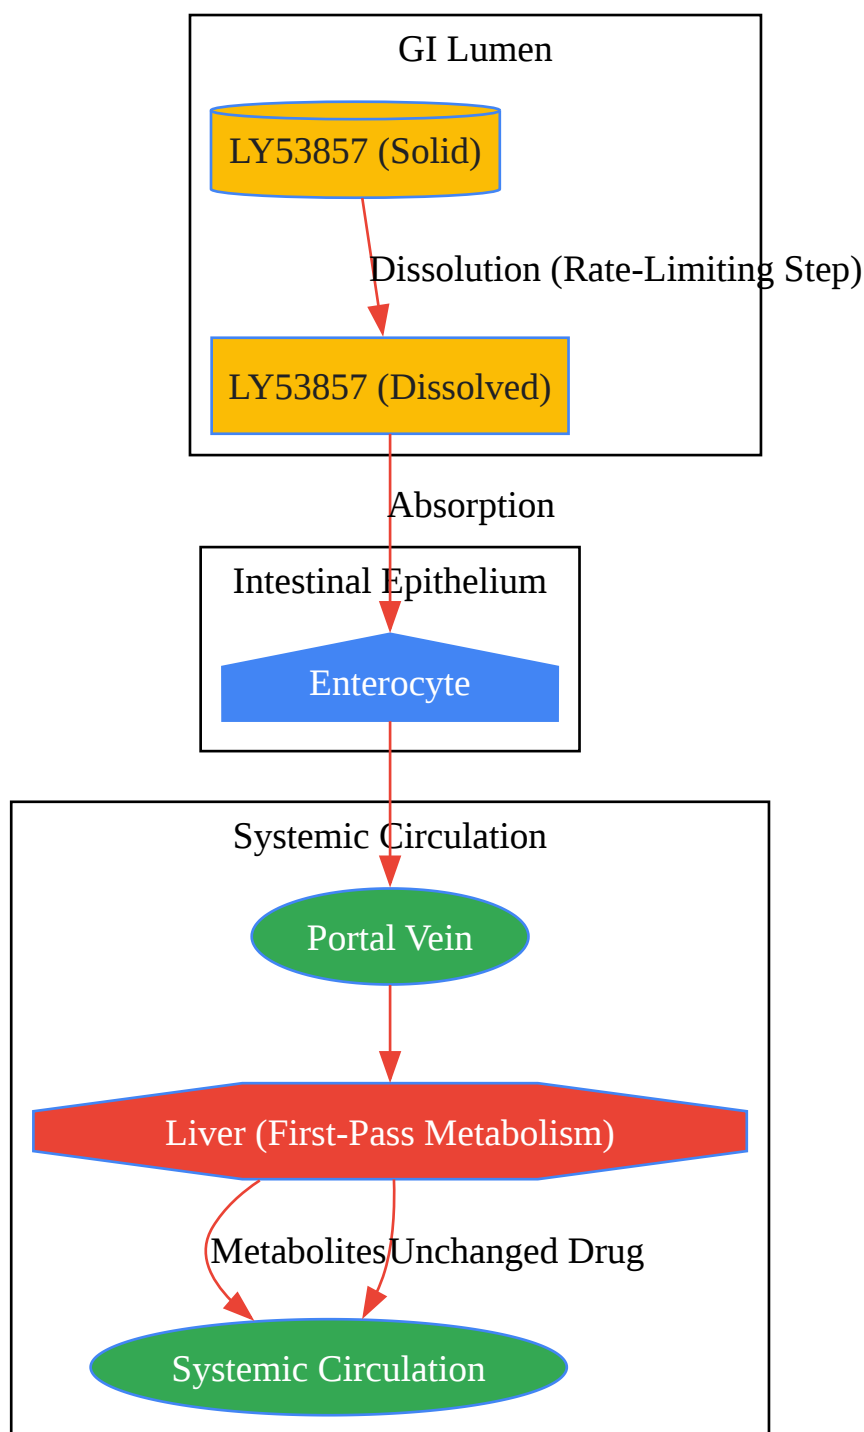 GI Lumen
LY53857 (Solid)
Dissolution (Rate-Limiting Step)
LY53857 (Dissolved)
Absorption
Intestinal Epithelium
Enterocyte
Systemic Circulation
Portal Vein
Liver (First-Pass Metabolism)
Metabolites
Unchanged Drug
Systemic Circulation